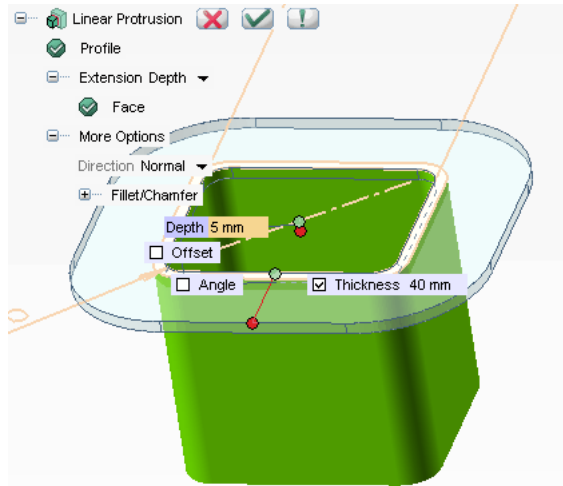 Linear Protrusion
Profile
Extension Depth
Face
More Options
Direction Normal
Fillet/Chamfer
Depth 5 mm
Offset
Angle
Thickness 40 mm